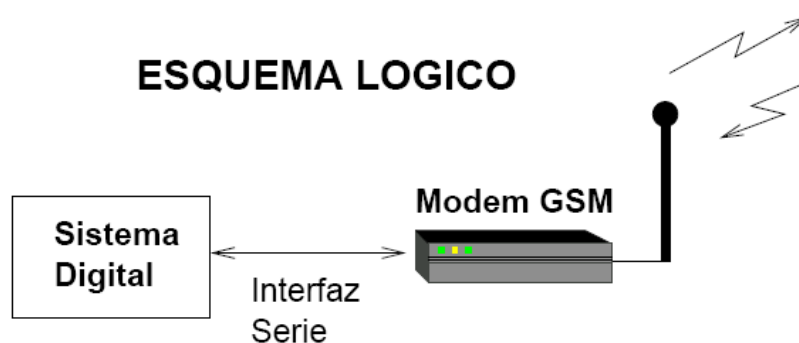 ESQUEMA LOGICO
Modem GSM
Sistema
Digital
Interfaz
Serie